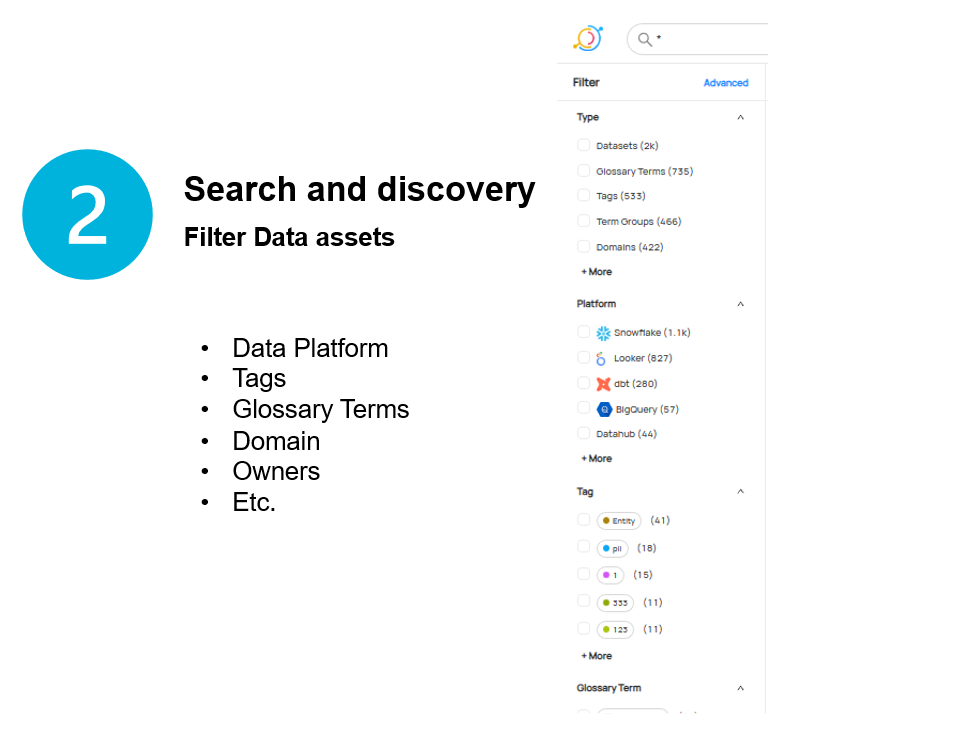 2
Search and discovery
Filter Data assets
• Data Platform
• Tags
• Glossary Terms
• Domain
• Owners
• Etc.
*
Filter Advanced
Type
Datasets (2k)
Glossary Terms (735)
Tags (533)
Term Groups (466)
Domains (422)
+ More
Platform
Snowflake (1.1k)
Looker (827)
dbt (280)
BigQuery (57)
Datahub (44)
+ More
Tag
Entity (41)
pii (18)
1 (15)
333 (11)
123 (11)
+ More
Glossary Term